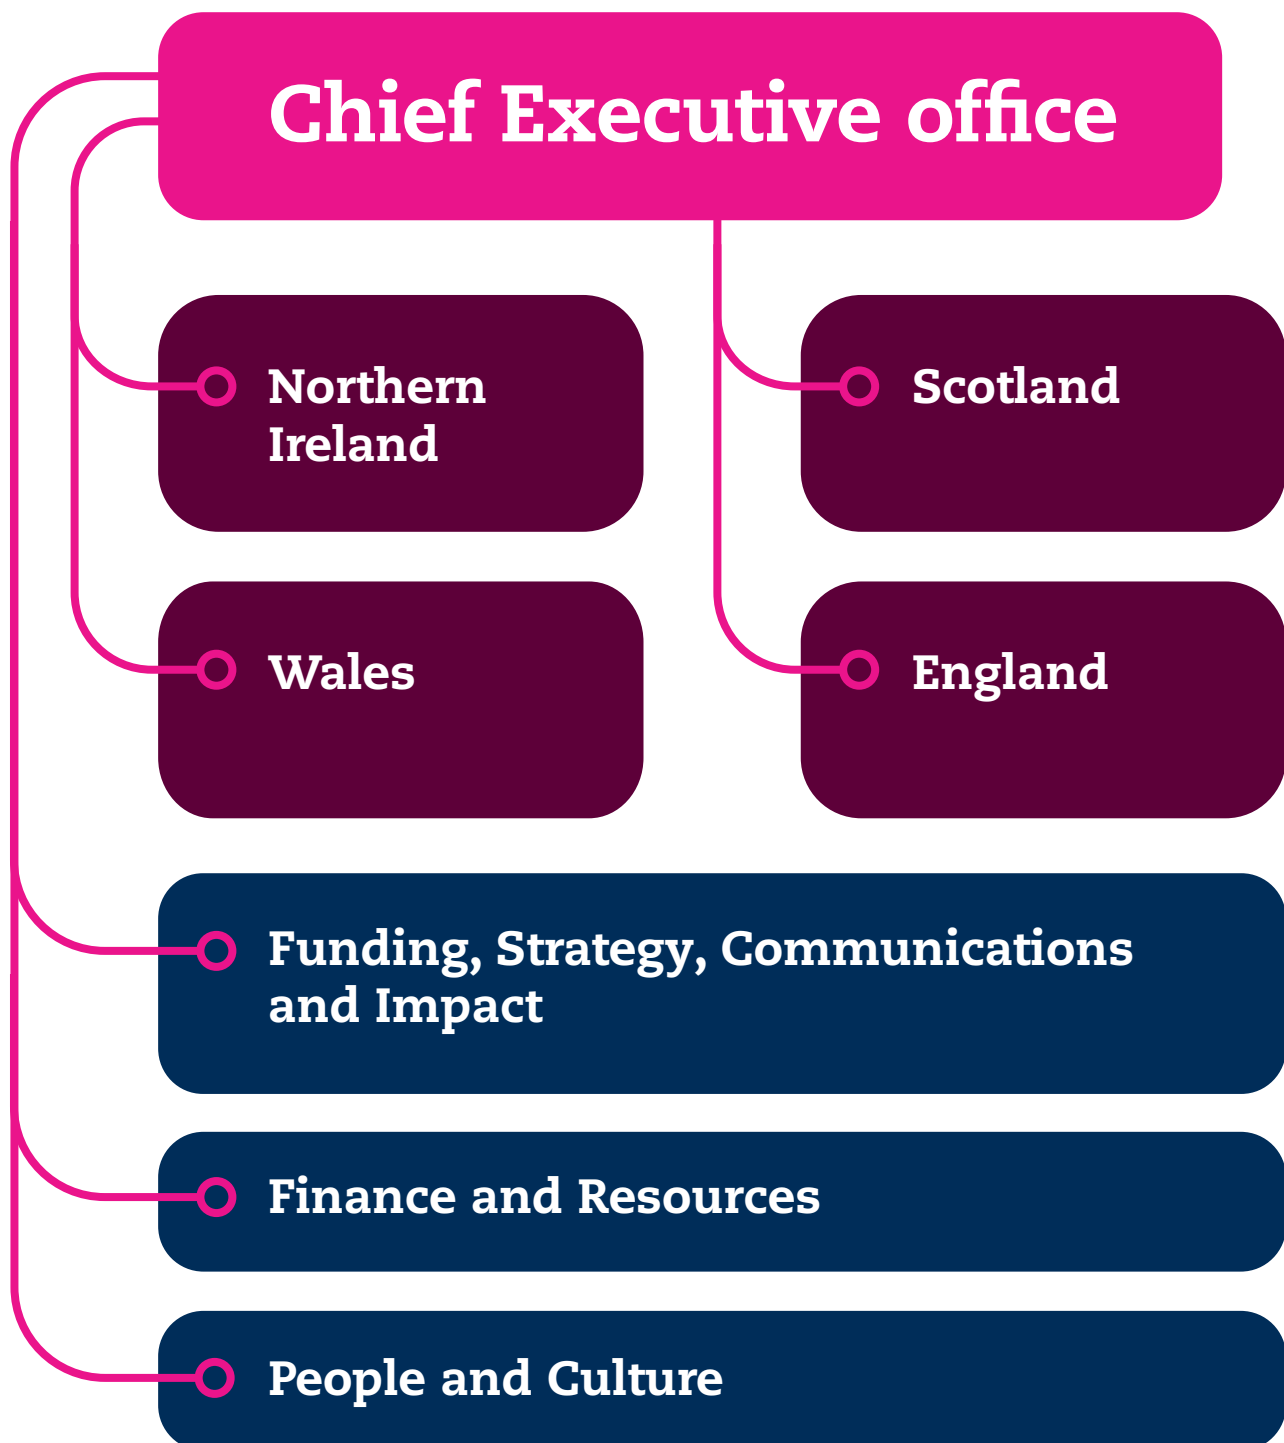 Chief Executive office
Northern
Ireland
Scotland
Wales
England
Funding, Strategy, Communications
and Impact
Finance and Resources
People and Culture